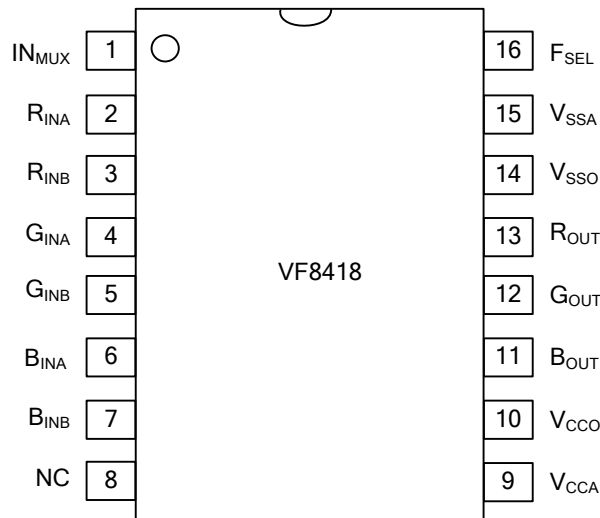 IN_MUX 1 16 F_SEL
R_INA 2 15 V_SSA
R_INB 3 14 V_SSO
G_INA 4 13 R_OUT
VF8418
G_INB 5 12 G_OUT
B_INA 6 11 B_OUT
B_INB 7 10 V_CCO
NC 8 9 V_CCA